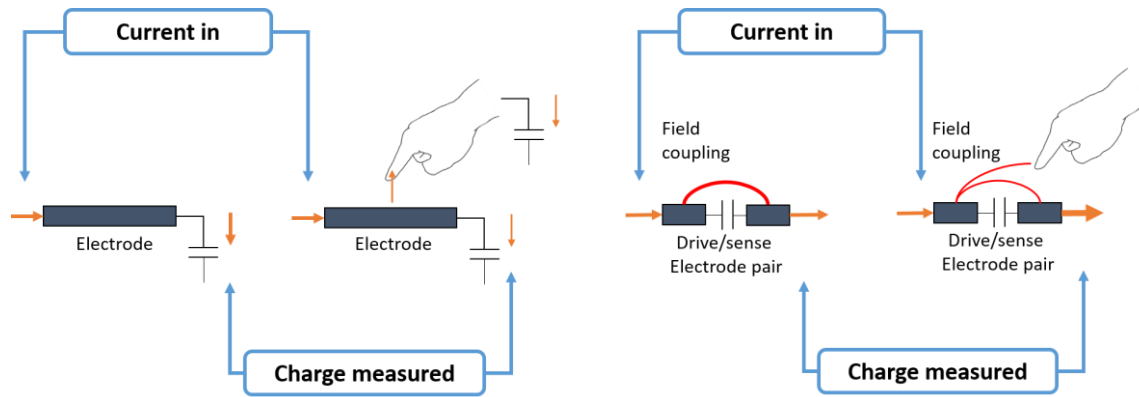 Current in
Electrode
Electrode
Charge measured
Current in
Field
coupling
Field
coupling
Drive/sense
Electrode pair
Drive/sense
Electrode pair
Charge measured